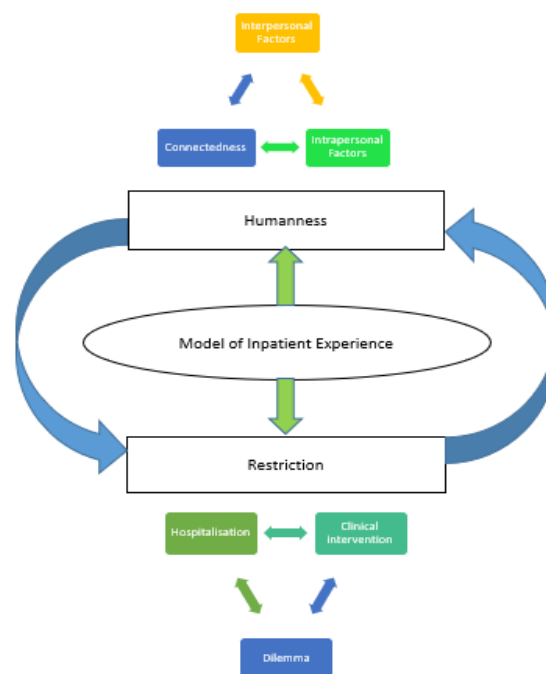 Interpersonal
Factors
Connectedness
Intrapersonal
Factors
Humanness
Model of Inpatient Experience
Restriction
Hospitalisation
Clinical
intervention
Dilemma